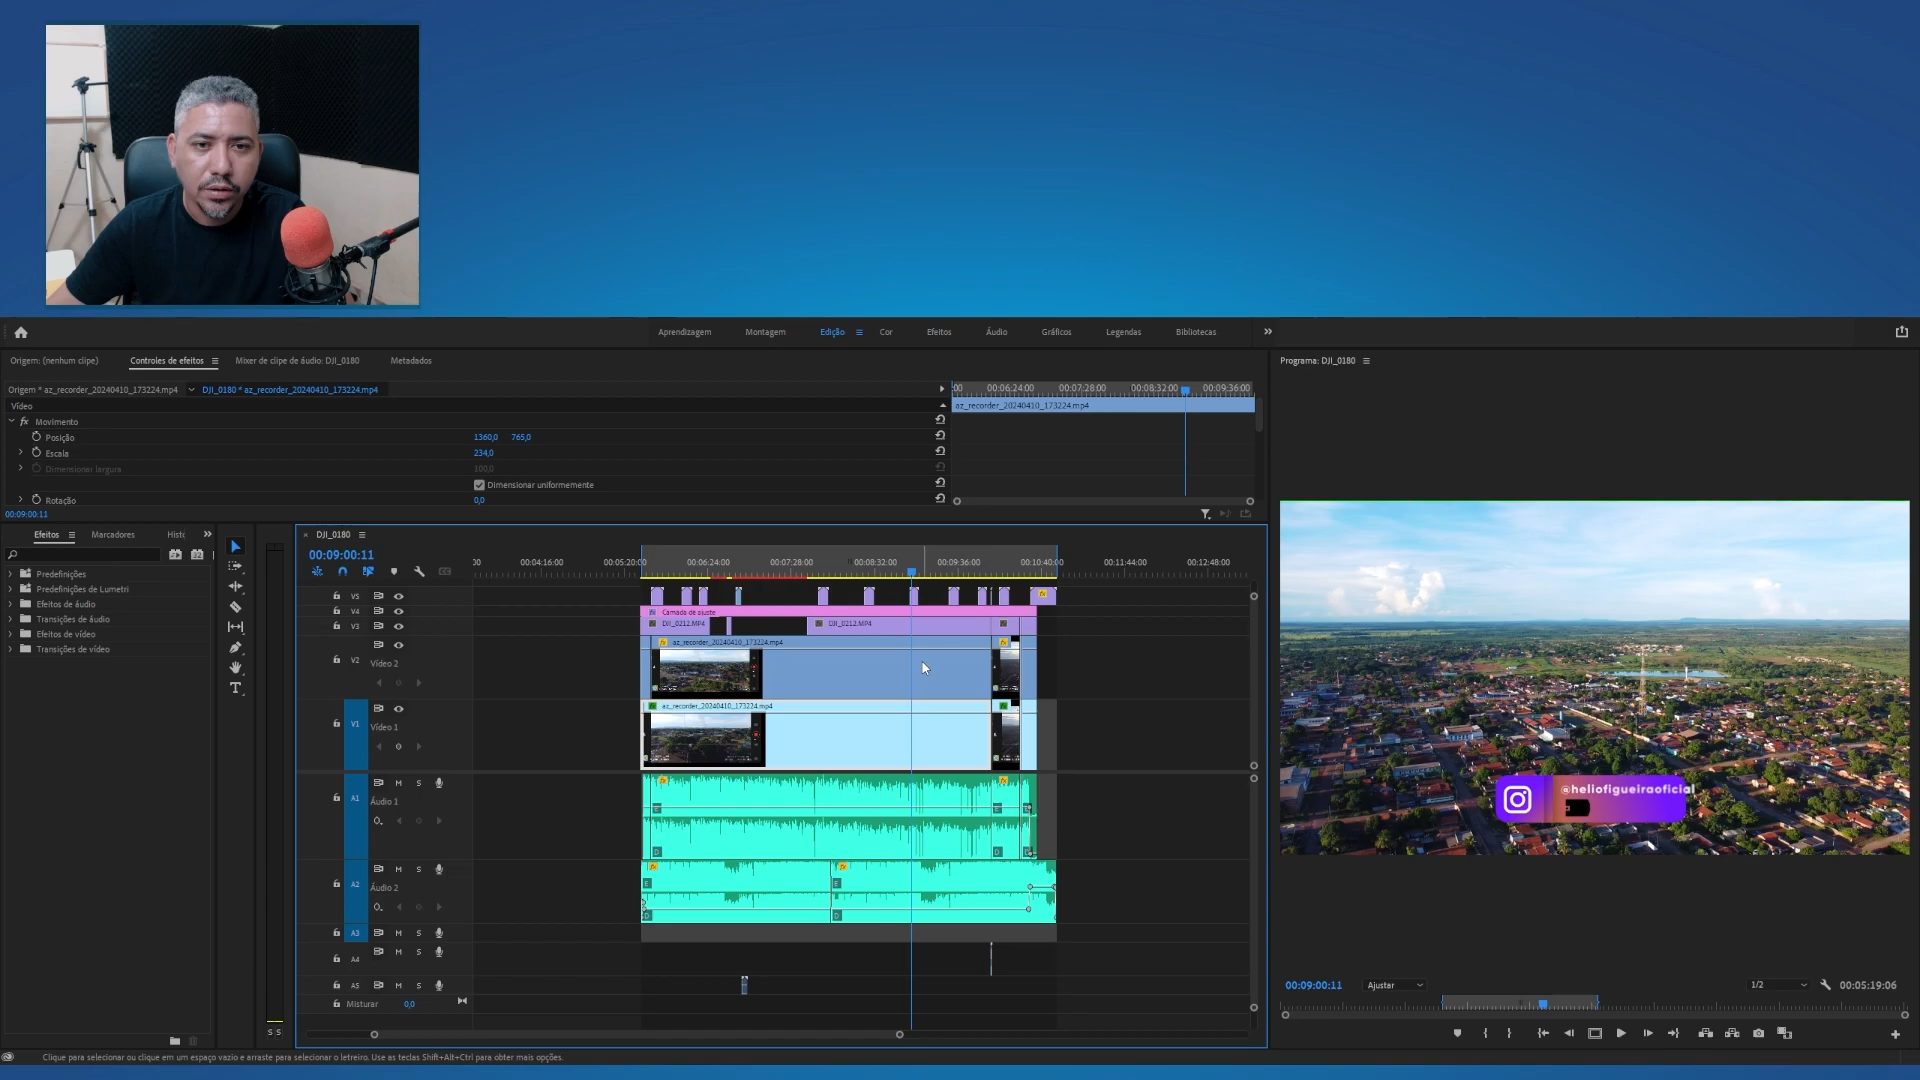 Aprendizagem Montagem Edição Cor Efeitos Áudio Gráficos Legendas Bibliotecas
Origem: (nenhum clipe) Controles de efeitos Mixer de clipe de áudio: DJI_0180 Metadados
Programa: DJI_0180
Origem * az_recorder_20240410_173224.mp4 DJI_0180 * az_recorder_20240410_173224.mp4
:00 00:06:24:00 00:07:28:00 00:08:32:00 00:09:36:00
Vídeo
az_recorder_20240410_173224.mp4
fx Movimento
Posição 1360,0 765,0
Escala 234,0
Dimensionar largura 100,0
Dimensionar uniformemente
Rotação 0,0
00:09:00:11
Efeitos Marcadores Histc
DJI_0180
00:09:00:11
:00 00:04:16:00 00:05:20:00 00:06:24:00 00:07:28:00 00:08:32:00 00:09:36:00 00:10:40:00 00:11:44:00 00:12:48:00
Predefinições
Predefinições de Lumetri
Efeitos de áudio
Transições de áudio
Efeitos de vídeo
Transições de vídeo
V5
V4 Camada de ajuste
V3 DJI_0212.MP4 DJI_0212.MP4
az_recorder_20240410_173224.mp4
V2 Vídeo 2
az_recorder_20240410_173224.mp4
V1 Vídeo 1
M S
A1 Áudio 1
M S
A2 Áudio 2
A3 M S
M S
A4
A5 M S
Misturar 0,0
S S
@heliofigueiraoficial
00:09:00:11 Ajustar 1/2 00:05:19:06
Clique para selecionar ou clique em um espaço vazio e arraste para selecionar o letreiro. Use as teclas Shift+Alt+Ctrl para obter mais opções.